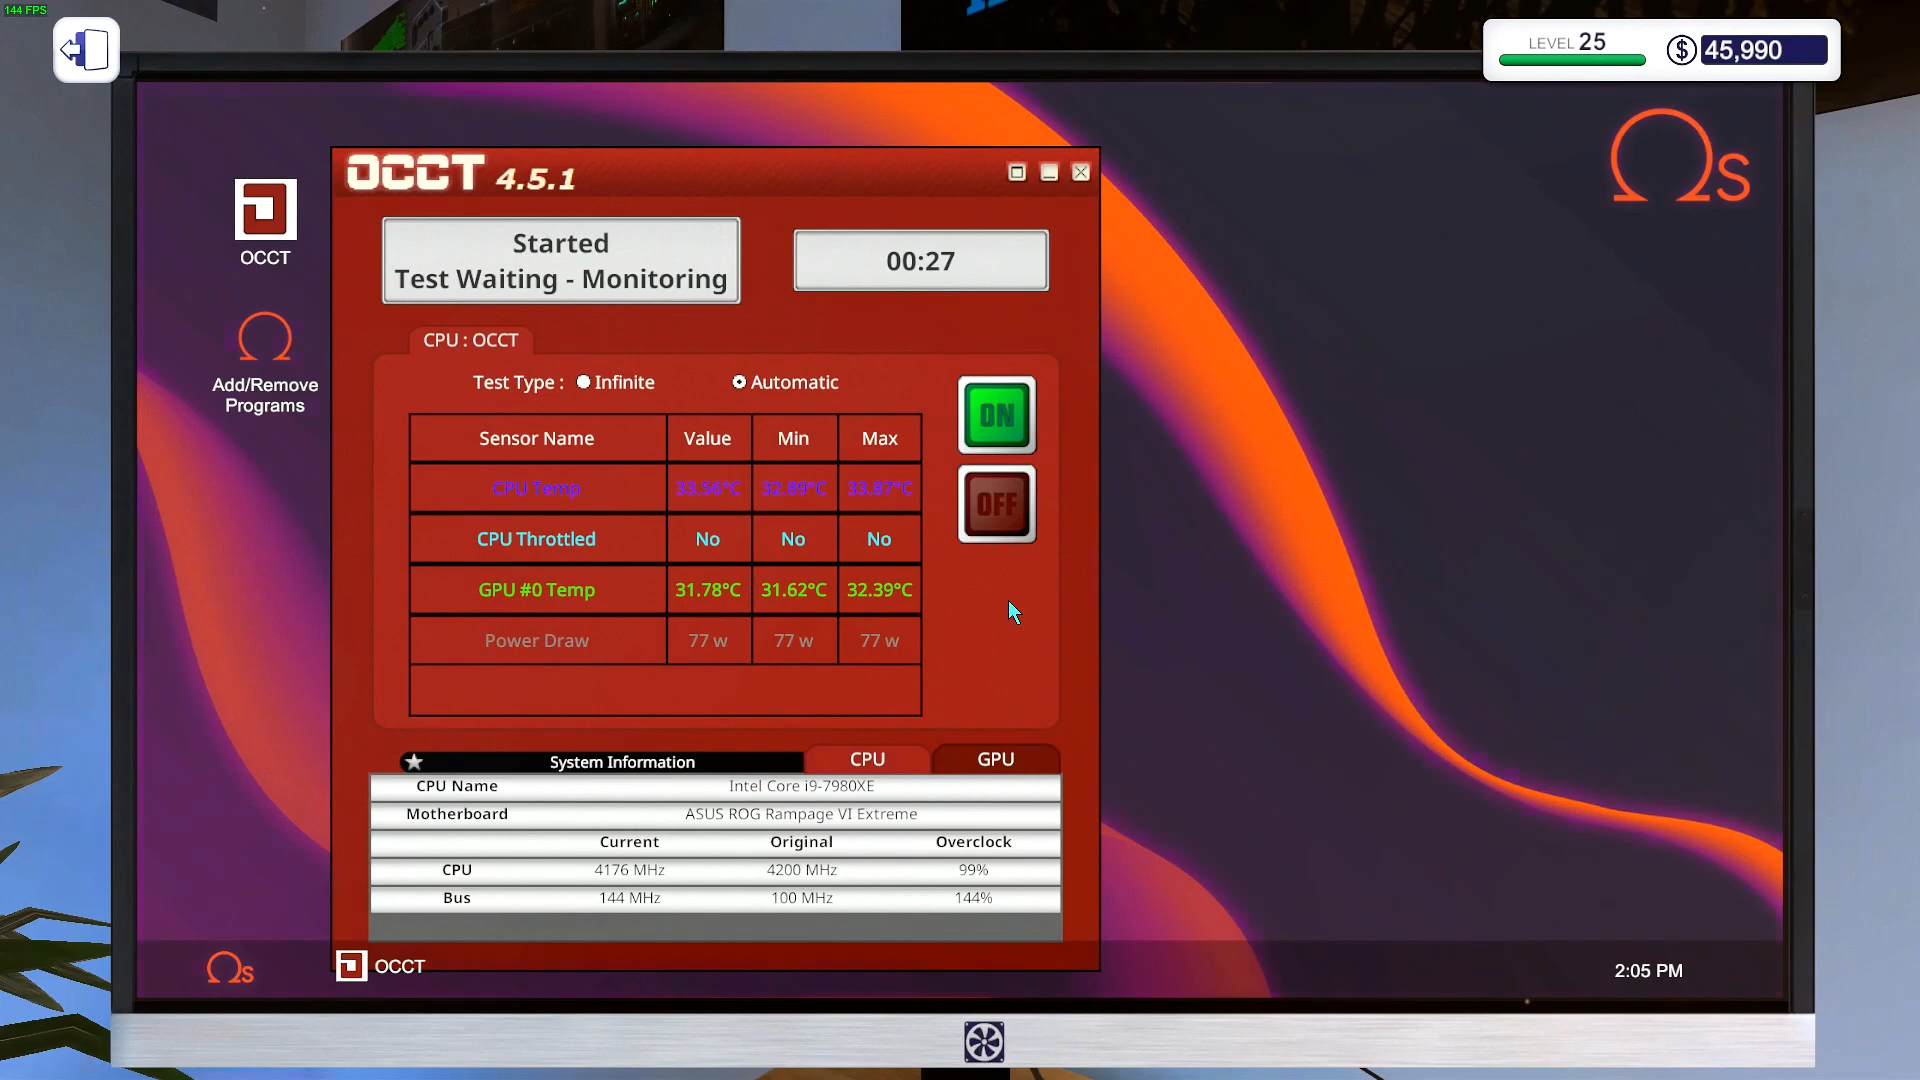 144 FPS
LEVEL 25
$ 45,990
Ωs
OCCT 4.5.1
OCCT
Add/Remove
Programs
Started
Test Waiting - Monitoring
00:27
CPU : OCCT
Test Type : Infinite Automatic
Sensor Name Value Min Max
CPU Temp 33.56°C 32.89°C 33.87°C
CPU Throttled No No No
GPU #0 Temp 31.78°C 31.62°C 32.39°C
Power Draw 77 w 77 w 77 w
ON
OFF
System Information CPU GPU
CPU Name Intel Core i9-7980XE
Motherboard ASUS ROG Rampage VI Extreme
Current Original Overclock
CPU 4176 MHz 4200 MHz 99%
Bus 144 MHz 100 MHz 144%
Ωs
OCCT
2:05 PM